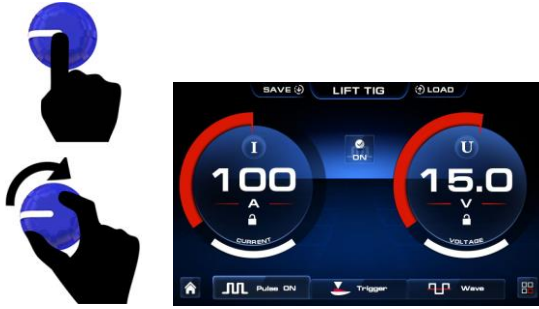 SAVE LIFT TIG LOAD
I ON U
100 15.0
A V
CURRENT VOLTAGE
Pulse ON Trigger Wave